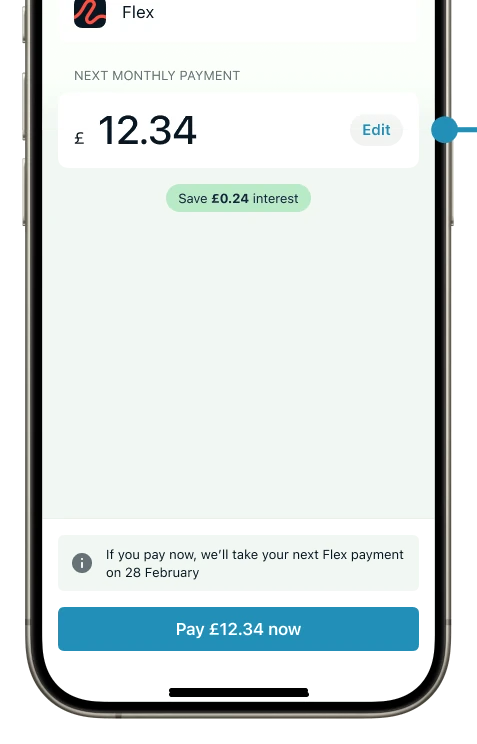 Flex
NEXT MONTHLY PAYMENT
£ 12.34
Edit
Save £0.24 interest
If you pay now, we’ll take your next Flex payment
on 28 February
Pay £12.34 now